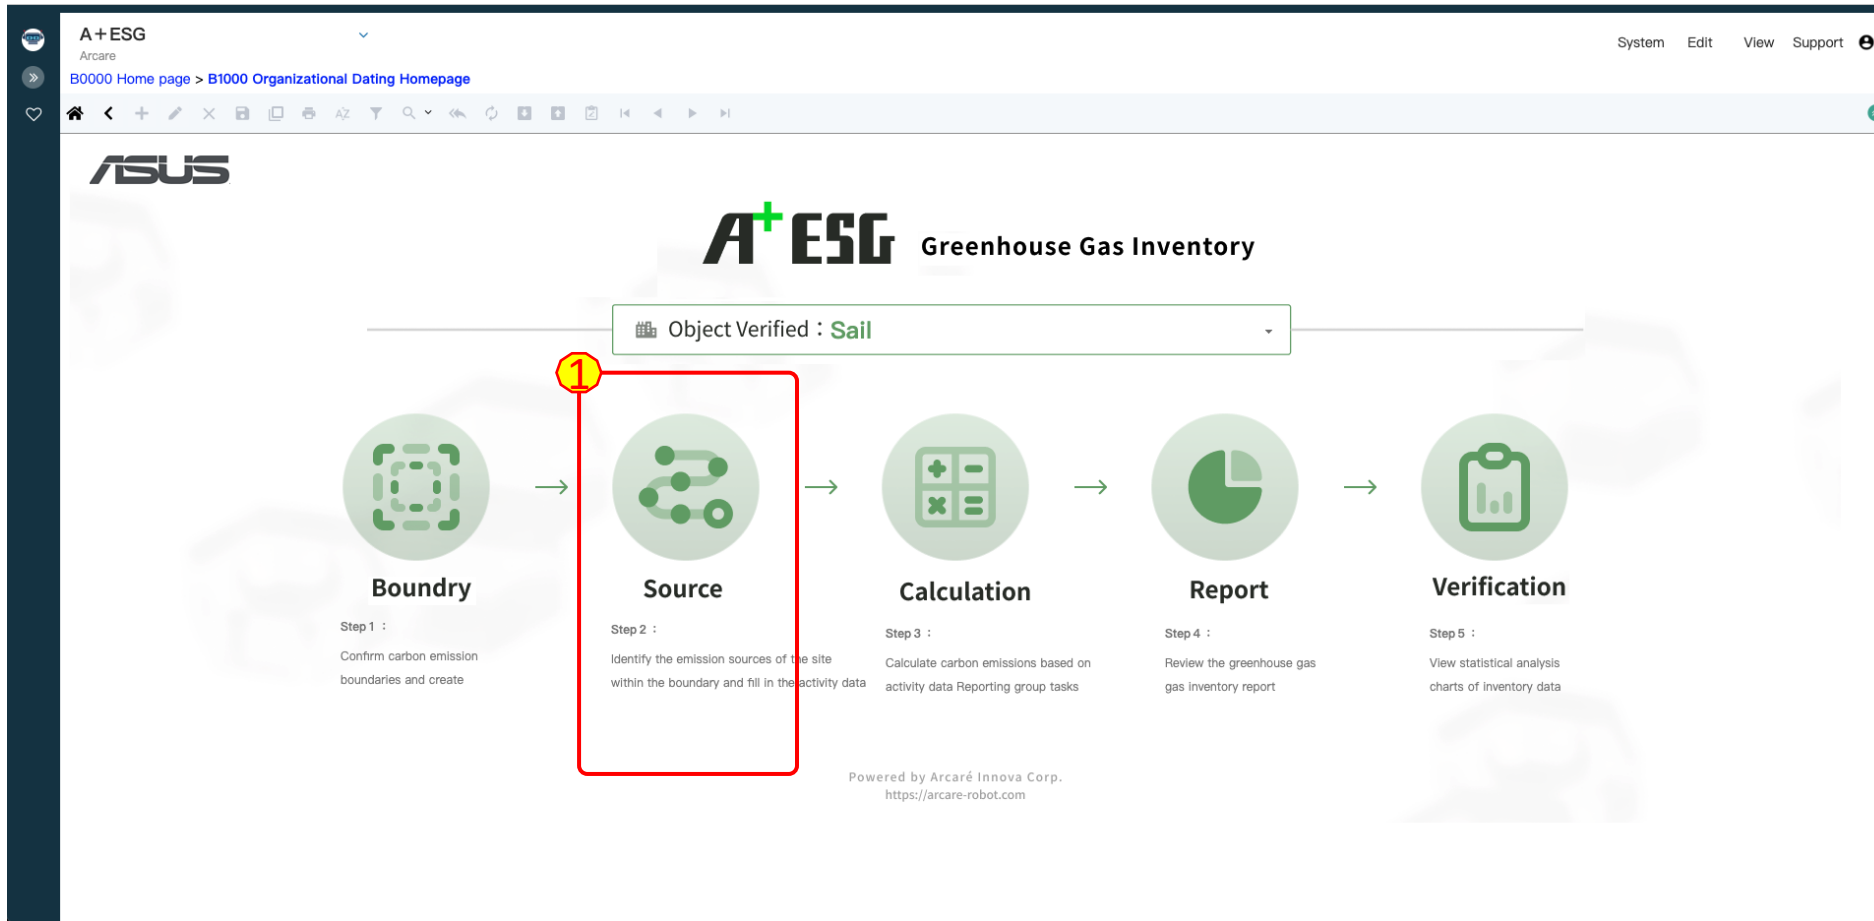 A+ESG
Arcare
System Edit View Support
B0000 Home page > B1000 Organizational Dating Homepage
AZ
ASUS
A+ESG Greenhouse Gas Inventory
Object Verified：Sail
1
Boundry
Step 1 ：
Confirm carbon emission
boundaries and create
Source
Step 2 ：
Identify the emission sources of the site
within the boundary and fill in the activity data
Calculation
Step 3 ：
Calculate carbon emissions based on
activity data Reporting group tasks
Report
Step 4 ：
Review the greenhouse gas
gas inventory report
Verification
Step 5 ：
View statistical analysis
charts of inventory data
Powered by Arcaré Innova Corp.
https://arcare-robot.com